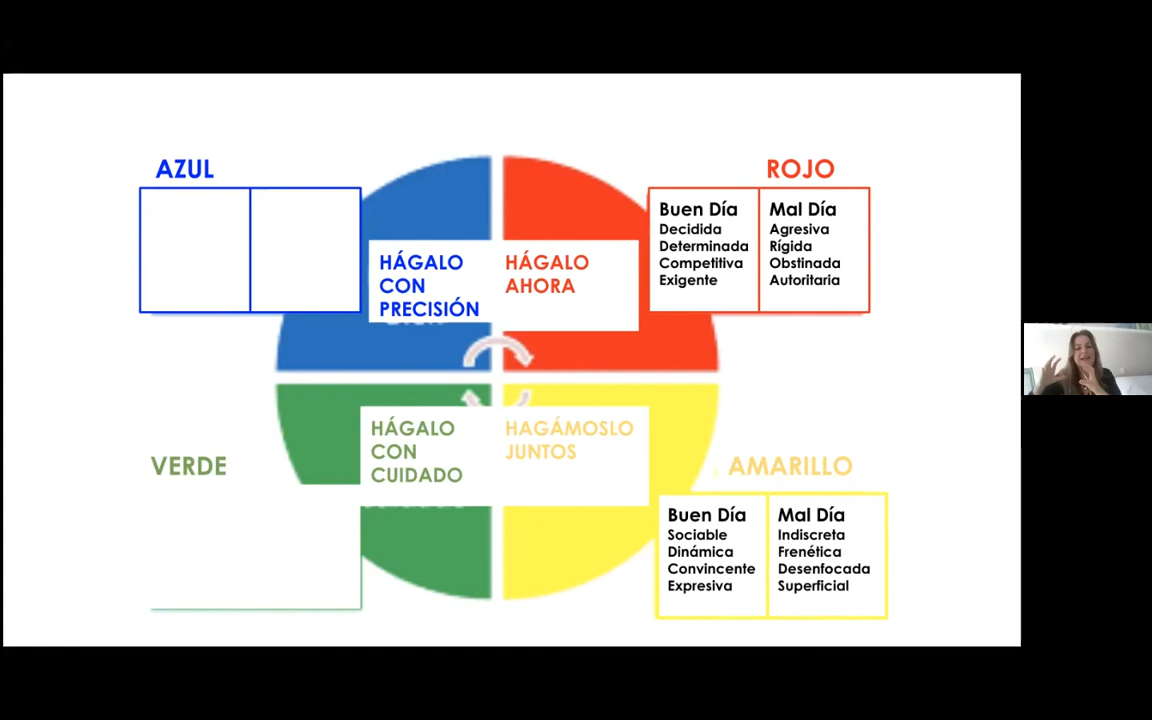 AZUL
ROJO
Buen Día
Decidida
Determinada
Competitiva
Exigente
Mal Día
Agresiva
Rígida
Obstinada
Autoritaria
HÁGALO
CON
PRECISIÓN
HÁGALO
AHORA
HÁGALO
CON
CUIDADO
HAGÁMOSLO
JUNTOS
VERDE
AMARILLO
Buen Día
Sociable
Dinámica
Convincente
Expresiva
Mal Día
Indiscreta
Frenética
Desenfocada
Superficial